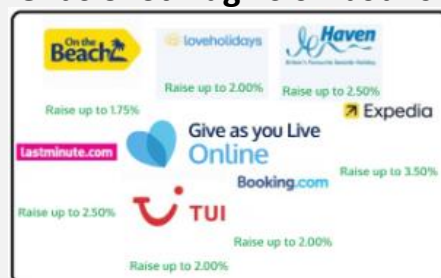 On the
Beach
loveholidays
Haven
Raise up to 2.00%
Raise up to 2.50%
Raise up to 1.75%
Expedia
Give as you Live
Online
lastminute.com
Booking.com
Raise up to 3.50%
Raise up to 2.50%
TUI
Raise up to 2.00%
Raise up to 2.00%